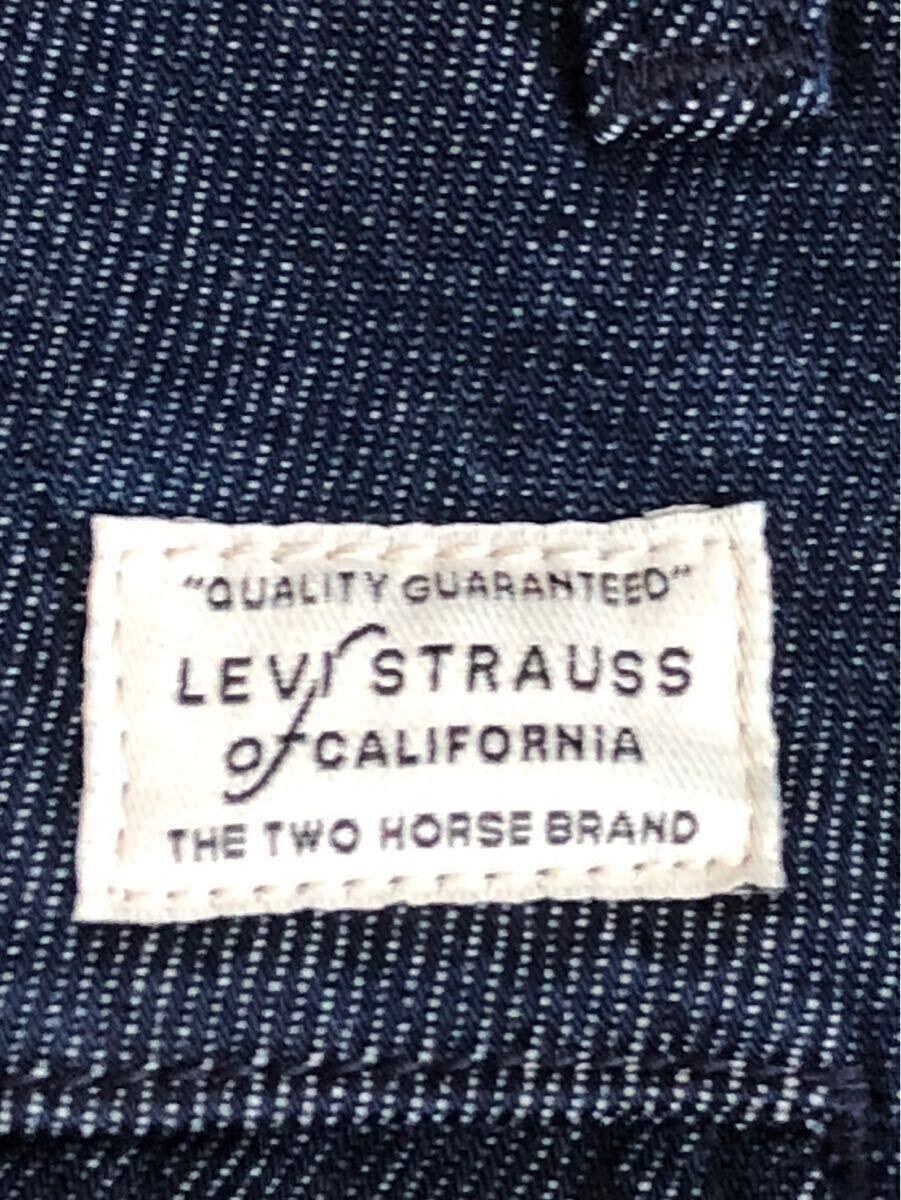 "QUALITY GUARANTEED"
LEVI STRAUSS
of CALIFORNIA
THE TWO HORSE BRAND